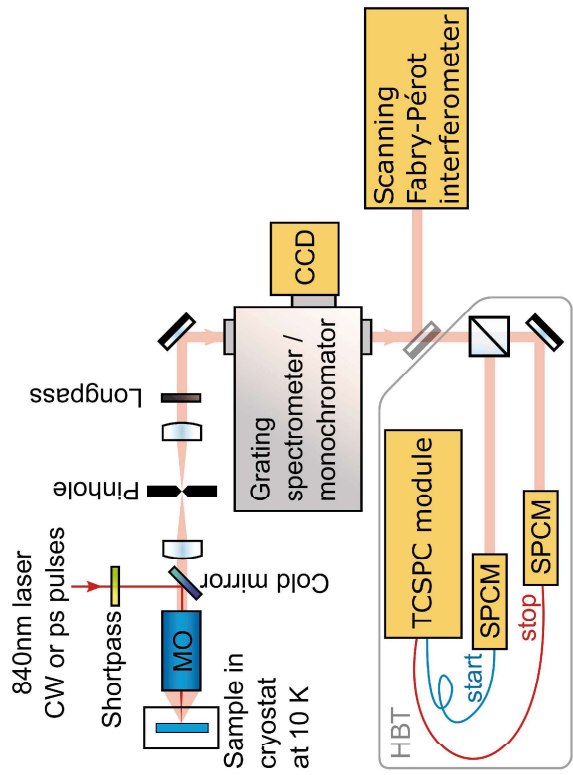 840nm laser
CW or ps pulses
Shortpass
MO
Sample in
cryostat
at 10 K
Cold mirror
Pinhole
Longpass
Grating
spectrometer /
monochromator
CCD
Scanning
Fabry-Pérot
interferometer
HBT
TCSPC module
start
SPCM
stop
SPCM